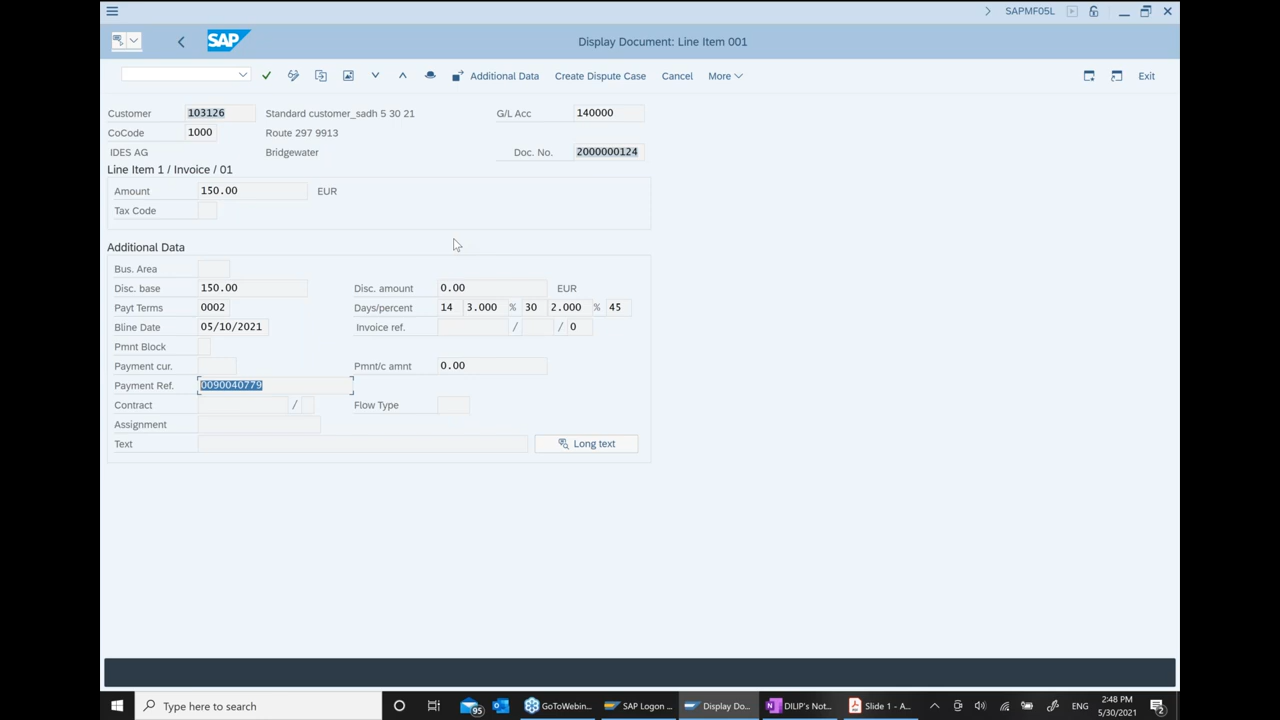 SAPMF05L
SAP
Display Document: Line Item 001
Additional Data Create Dispute Case Cancel More Exit
Customer 103126 Standard customer_sadh 5 30 21 G/L Acc 140000
CoCode 1000 Route 297 9913
IDES AG Bridgewater Doc. No. 2000000124
Line Item 1 / Invoice / 01
Amount 150.00 EUR
Tax Code
Additional Data
Bus. Area
Disc. base 150.00 Disc. amount 0.00 EUR
Payt Terms 0002 Days/percent 14 3.000 % 30 2.000 % 45
Bline Date 05/10/2021 Invoice ref. / / 0
Pmnt Block
Payment cur. Pmnt/c amnt 0.00
Payment Ref. 0090040779
Contract / Flow Type
Assignment
Text Long text
Type here to search 95 GoToWebin... SAP Logon ... Display Do... DILIP's Not... Slide 1 - A... ENG 2:48 PM
5/30/2021 2